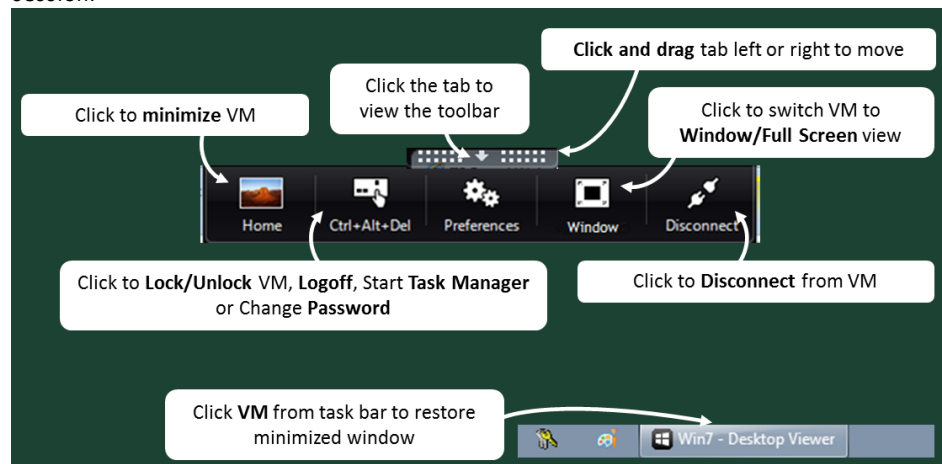 Click and drag tab left or right to move
Click the tab to
view the toolbar
Click to minimize VM
Click to switch VM to
Window/Full Screen view
Home
Ctrl+Alt+Del
Preferences
Window
Disconnect
Click to Lock/Unlock VM, Logoff, Start Task Manager
or Change Password
Click to Disconnect from VM
Click VM from task bar to restore
minimized window
Win7 - Desktop Viewer